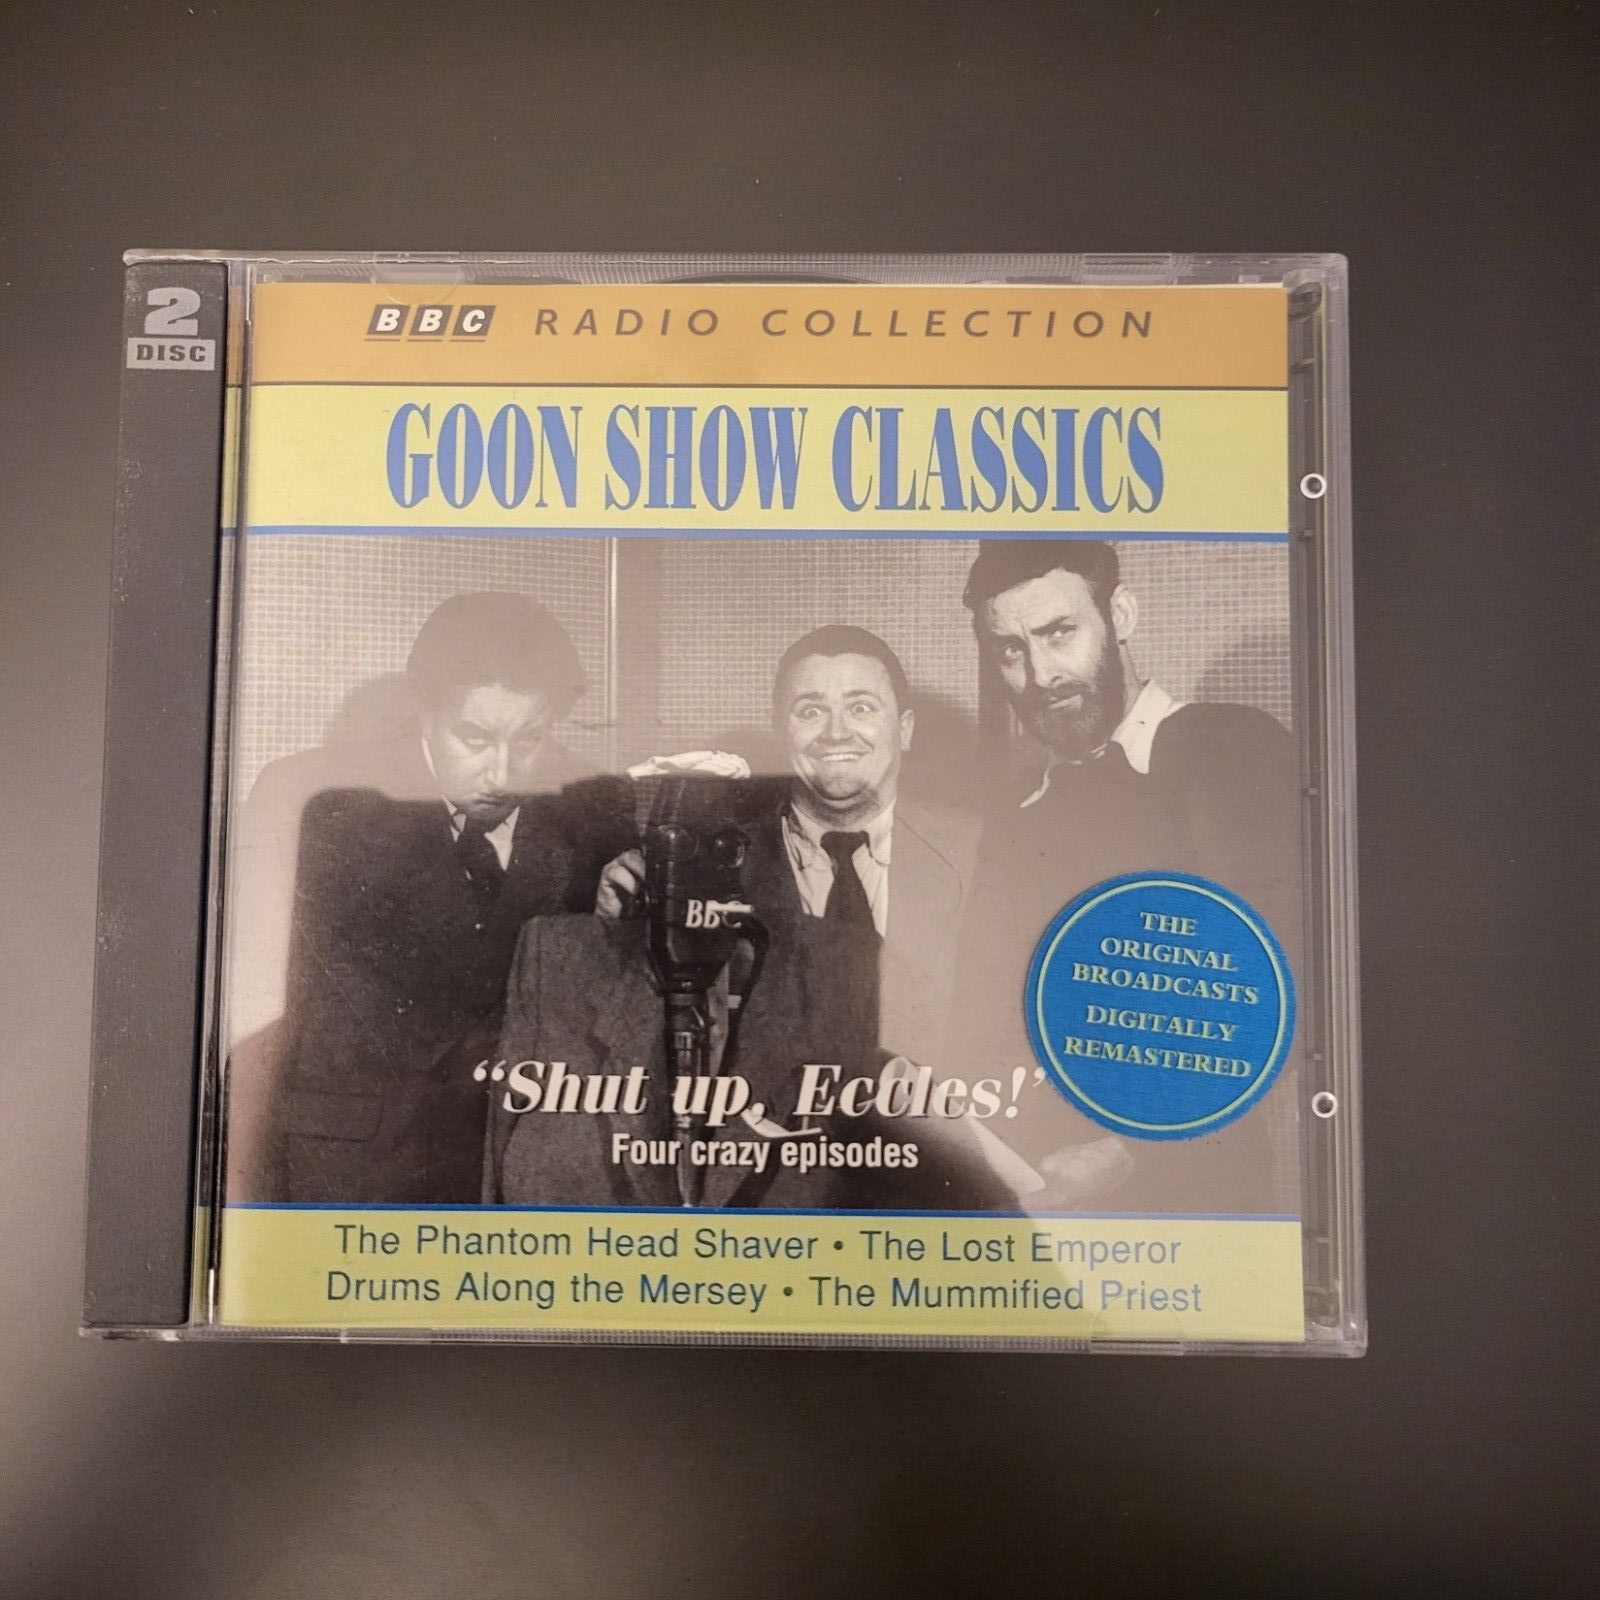 2
DISC
BBC RADIO COLLECTION
GOON SHOW CLASSICS
BBC
THE
ORIGINAL
BROADCASTS
DIGITALLY
REMASTERED
“Shut up, Eccles!’
Four crazy episodes
The Phantom Head Shaver • The Lost Emperor
Drums Along the Mersey • The Mummified Priest